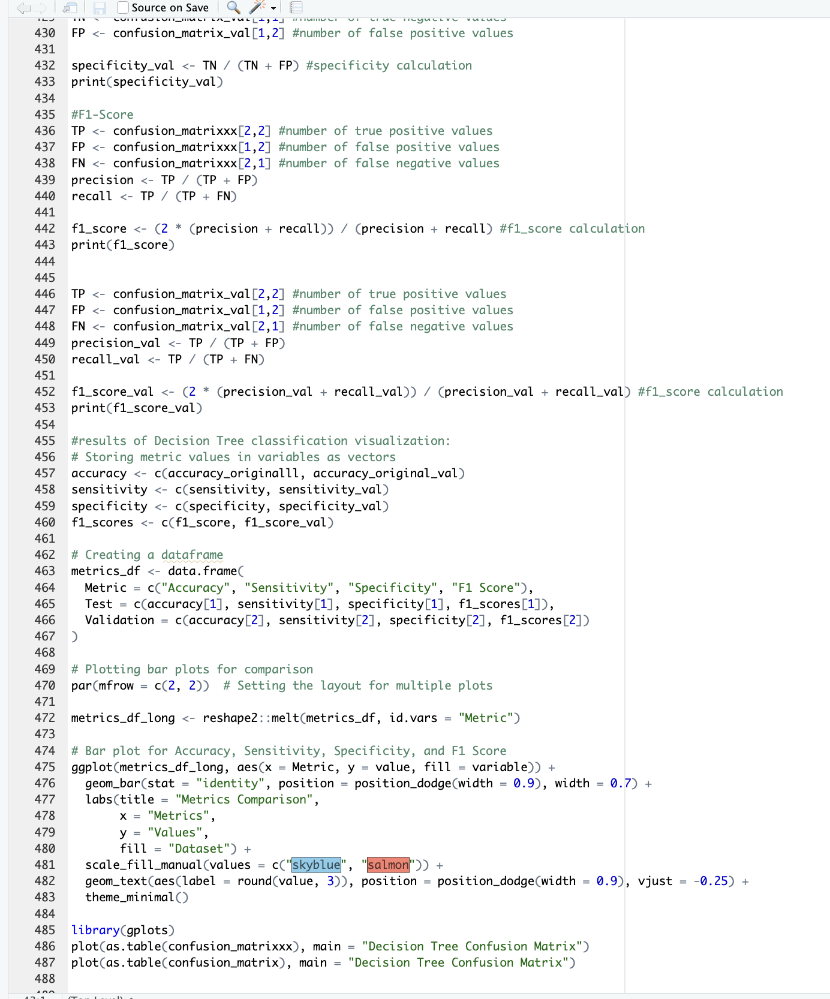 Source on Save
429 TN <- confusion_matrix_val[1,1] #number of true negative values
430 FP <- confusion_matrix_val[1,2] #number of false positive values
431
432 specificity_val <- TN / (TN + FP) #specificity calculation
433 print(specificity_val)
434
435 #F1-Score
436 TP <- confusion_matrixxx[2,2] #number of true positive values
437 FP <- confusion_matrixxx[1,2] #number of false positive values
438 FN <- confusion_matrixxx[2,1] #number of false negative values
439 precision <- TP / (TP + FP)
440 recall <- TP / (TP + FN)
441
442 f1_score <- (2 * (precision + recall)) / (precision + recall) #f1_score calculation
443 print(f1_score)
444
445
446 TP <- confusion_matrix_val[2,2] #number of true positive values
447 FP <- confusion_matrix_val[1,2] #number of false positive values
448 FN <- confusion_matrix_val[2,1] #number of false negative values
449 precision_val <- TP / (TP + FP)
450 recall_val <- TP / (TP + FN)
451
452 f1_score_val <- (2 * (precision_val + recall_val)) / (precision_val + recall_val) #f1_score calculation
453 print(f1_score_val)
454
455 #results of Decision Tree classification visualization:
456 # Storing metric values in variables as vectors
457 accuracy <- c(accuracy_originalll, accuracy_original_val)
458 sensitivity <- c(sensitivity, sensitivity_val)
459 specificity <- c(specificity, specificity_val)
460 f1_scores <- c(f1_score, f1_score_val)
461
462 # Creating a dataframe
463 metrics_df <- data.frame(
464   Metric = c("Accuracy", "Sensitivity", "Specificity", "F1 Score"),
465   Test = c(accuracy[1], sensitivity[1], specificity[1], f1_scores[1]),
466   Validation = c(accuracy[2], sensitivity[2], specificity[2], f1_scores[2])
467 )
468
469 # Plotting bar plots for comparison
470 par(mfrow = c(2, 2))  # Setting the layout for multiple plots
471
472 metrics_df_long <- reshape2::melt(metrics_df, id.vars = "Metric")
473
474 # Bar plot for Accuracy, Sensitivity, Specificity, and F1 Score
475 ggplot(metrics_df_long, aes(x = Metric, y = value, fill = variable)) +
476   geom_bar(stat = "identity", position = position_dodge(width = 0.9), width = 0.7) +
477   labs(title = "Metrics Comparison",
478        x = "Metrics",
479        y = "Values",
480        fill = "Dataset") +
481   scale_fill_manual(values = c("skyblue", "salmon")) +
482   geom_text(aes(label = round(value, 3)), position = position_dodge(width = 0.9), vjust = -0.25) +
483   theme_minimal()
484
485 library(gplots)
486 plot(as.table(confusion_matrixxx), main = "Decision Tree Confusion Matrix")
487 plot(as.table(confusion_matrix), main = "Decision Tree Confusion Matrix")
488